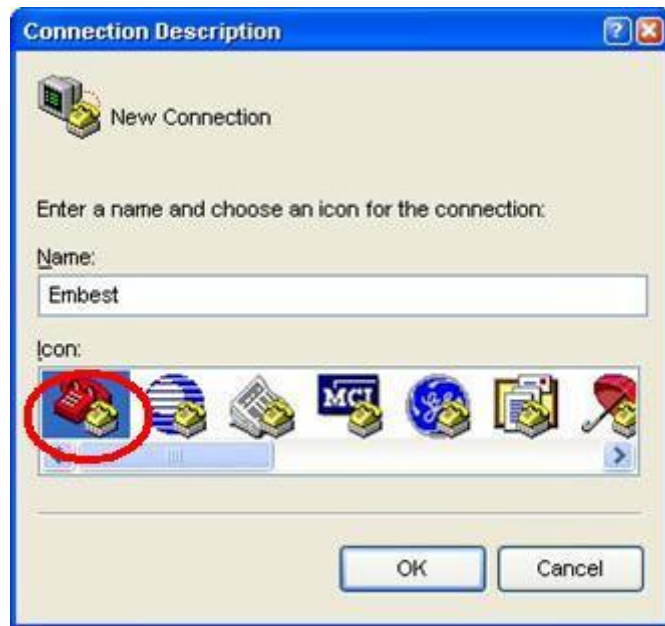 Connection Description
New Connection
Enter a name and choose an icon for the connection:
Name:
Embest
Icon:
MCI
OK
Cancel